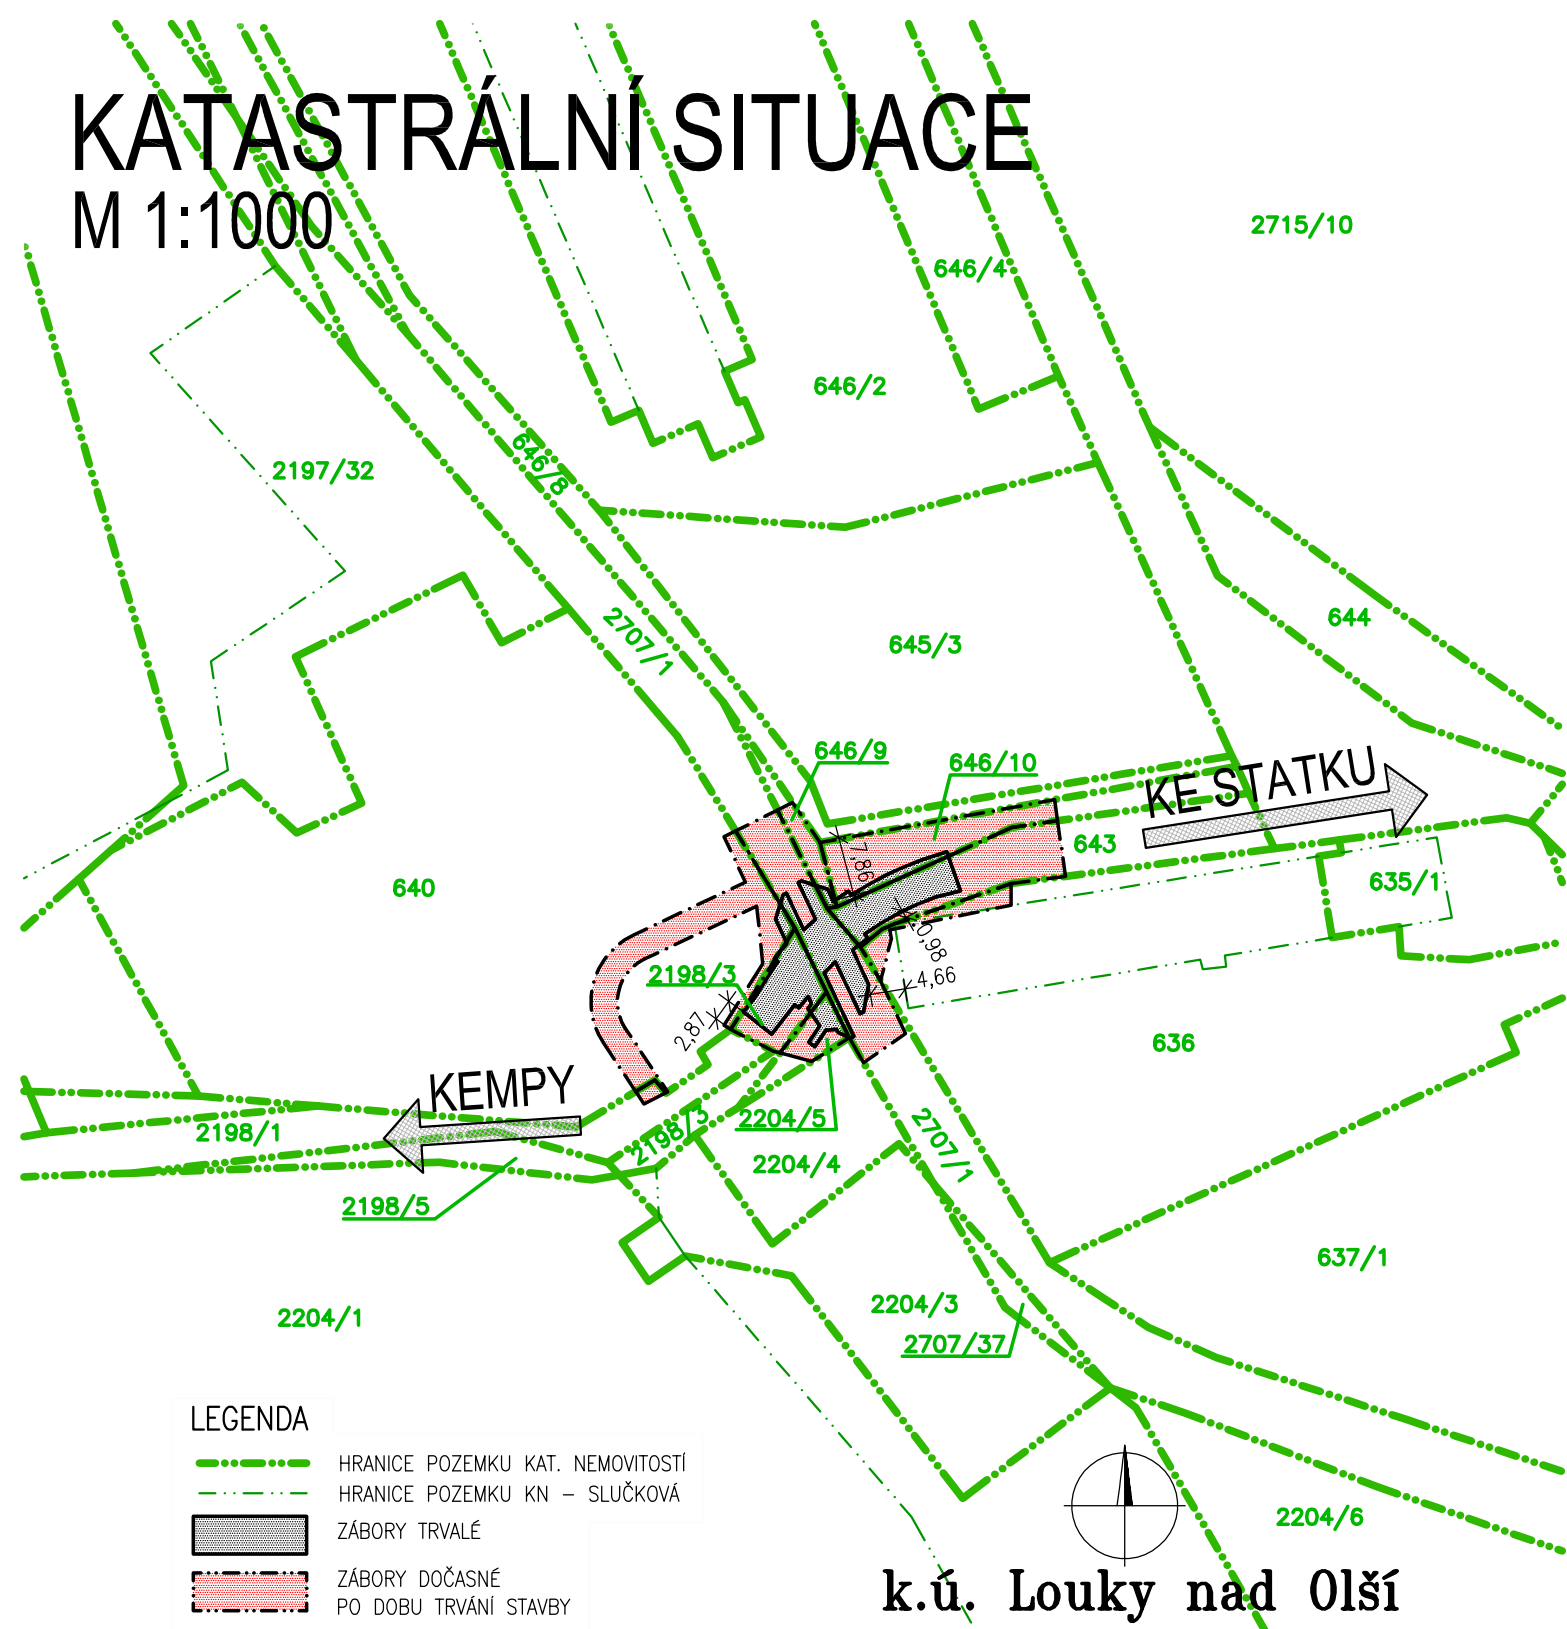 KATASTRÁLNÍ SITUACE
M 1:1000
2715/10
646/4
646/2
646/8
2197/32
644
2707/1
645/3
646/9
646/10
KE STATKU
643
7,86
635/1
640
10,98
2198/3
4,66
2,87
636
KEMPY
2198/1
2198/3
2204/5
2707/1
2204/4
2198/5
637/1
2204/1
2204/3
2707/37
LEGENDA
HRANICE POZEMKU KAT. NEMOVITOSTÍ
HRANICE POZEMKU KN – SLUČKOVÁ
ZÁBORY TRVALÉ
ZÁBORY DOČASNÉ
PO DOBU TRVÁNÍ STAVBY
2204/6
k.ú. Louky nad Olší